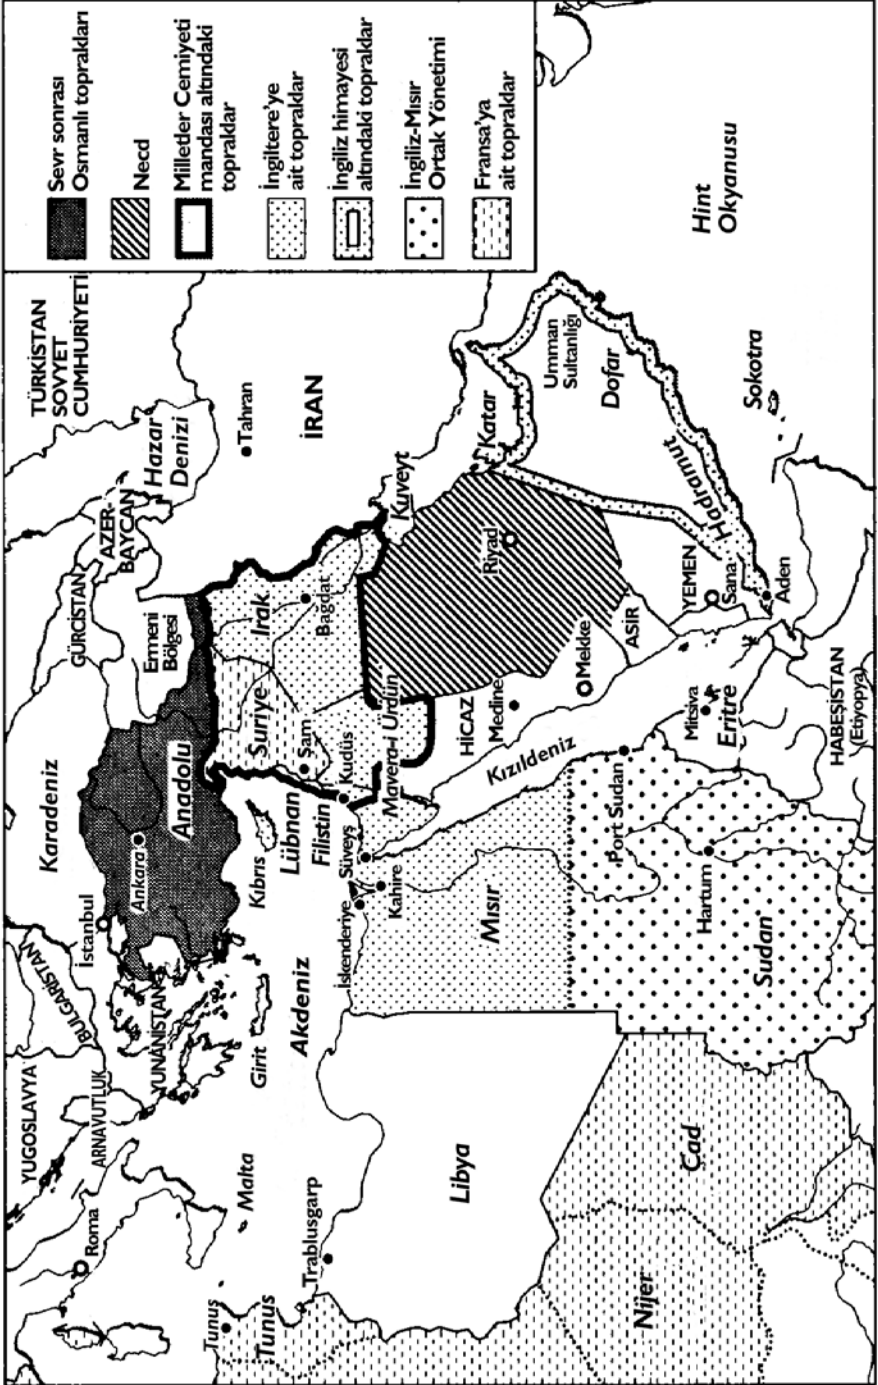 Sevr sonrası
Osmanlı toprakları
Necd
Milletler Cemiyeti
mandası altındaki
topraklar
İngiltere'ye
ait topraklar
İngiliz himayesi
altındaki topraklar
İngiliz-Mısır
Ortak Yönetimi
Fransa'ya
ait topraklar
YUGOSLAVYA
BULGARİSTAN
ARNAVUTLUK
Roma
YUNANİSTAN
İstanbul
Karadeniz
Ankara
Anadolu
GÜRCİSTAN
Ermeni
Bölgesi
AZER-
BAYCAN
Hazar
Denizi
TÜRKİSTAN
SOVYET
CUMHURİYETİ
Tahran
İRAN
Tunus
Tunus
Malta
Girit
Akdeniz
Kıbrıs
Lübnan
Filistin
Suriye
Şam
Kudüs
Irak
Bağdat
Kuveyt
Trablusgarp
Libya
İskenderiye
Kahire
Süveyş
Mısır
Mavera-i Urdün
HİCAZ
Medine
Mekke
Kızıldeniz
Riyad
Katar
Umman
Sultanlığı
Dofar
Hadramut
ASİR
YEMEN
Sana
Aden
Sokotra
Hint
Okyanusu
Nijer
Çad
Sudan
Hartum
Port Sudan
Mitsiva
Eritre
HABEŞİSTAN
(Etiyopya)